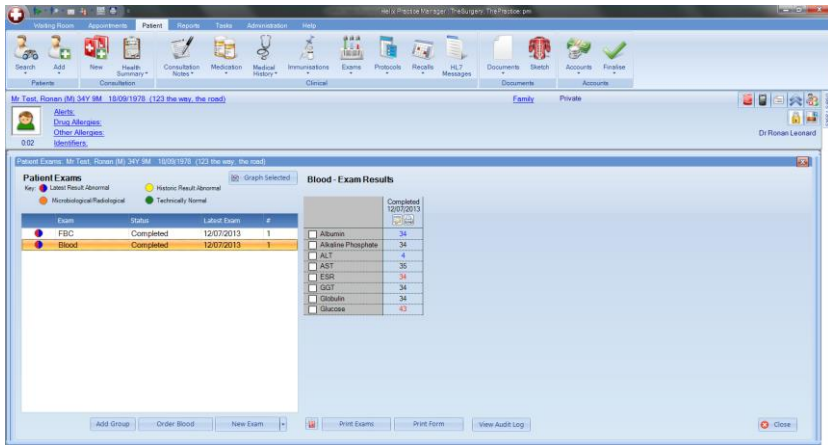 Helix Practice Manager : TheSurgery: ThePractice: pm
Waiting Room Appointments Patient Reports Tasks Administration Help
Search Add New Health Summary Consultation Notes Medication Medical History Immunisations Exams Protocols Recalls HL7 Messages Documents Sketch Accounts Finalise
Patients Consultation Clinical Documents Accounts
Mr Test, Ronan (M) 34Y 9M 18/09/1978 (123 the way, the road) Family Private
Alerts:
Drug Allergies:
Other Allergies:
0:02 Identifiers: Dr Ronan Leonard
Patient Exams: Mr Test, Ronan (M) 34Y 9M 18/09/1978 (123 the way, the road)
Patient Exams Graph Selected
Key: Latest Result Abnormal Historic Result Abnormal
Microbiological/Radiological Technically Normal
Exam Status Latest Exam #
FBC Completed 12/07/2013 1
Blood Completed 12/07/2013 1
Blood - Exam Results
Completed
12/07/2013
Albumin 34
Alkaline Phosphate 34
ALT 4
AST 35
ESR 34
GGT 34
Globulin 34
Glucose 43
Add Group Order Blood New Exam Print Exams Print Form View Audit Log Close